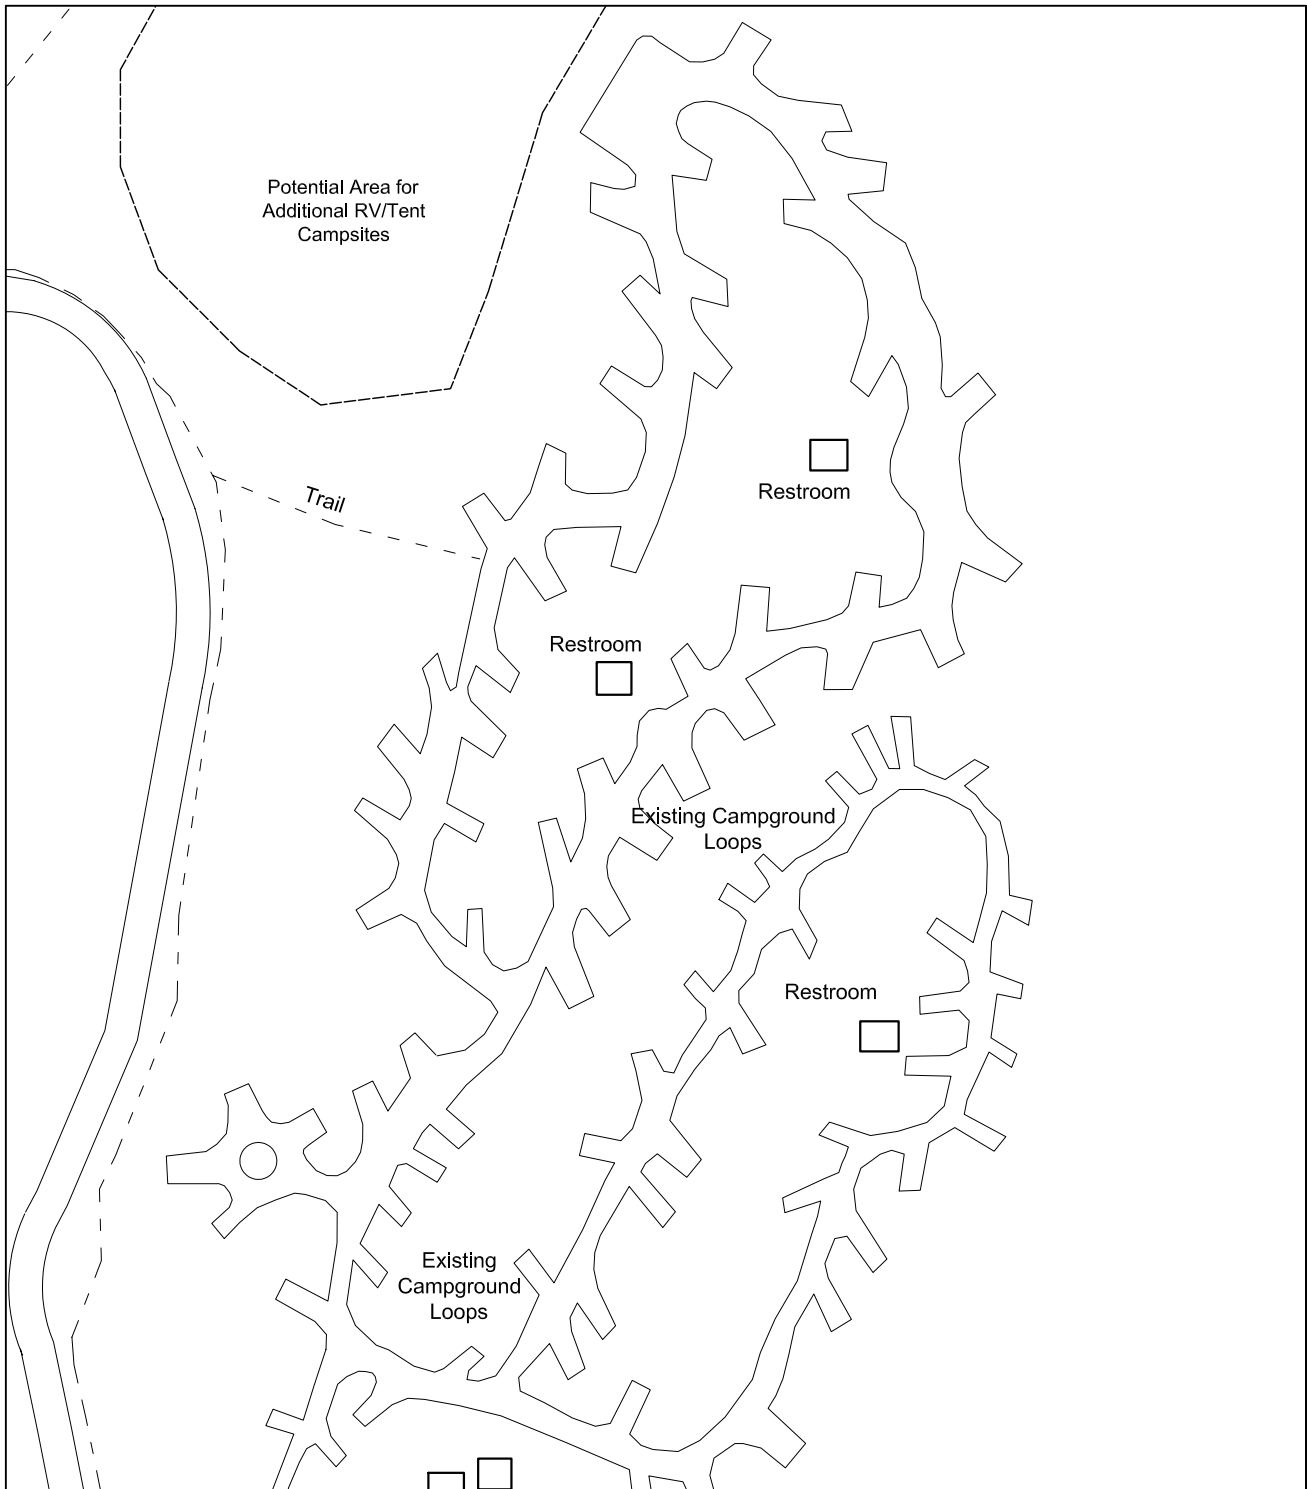 Potential Area for
Additional RV/Tent
Campsites
Trail
Restroom
Restroom
Existing Campground
Loops
Restroom
Existing
Campground
Loops